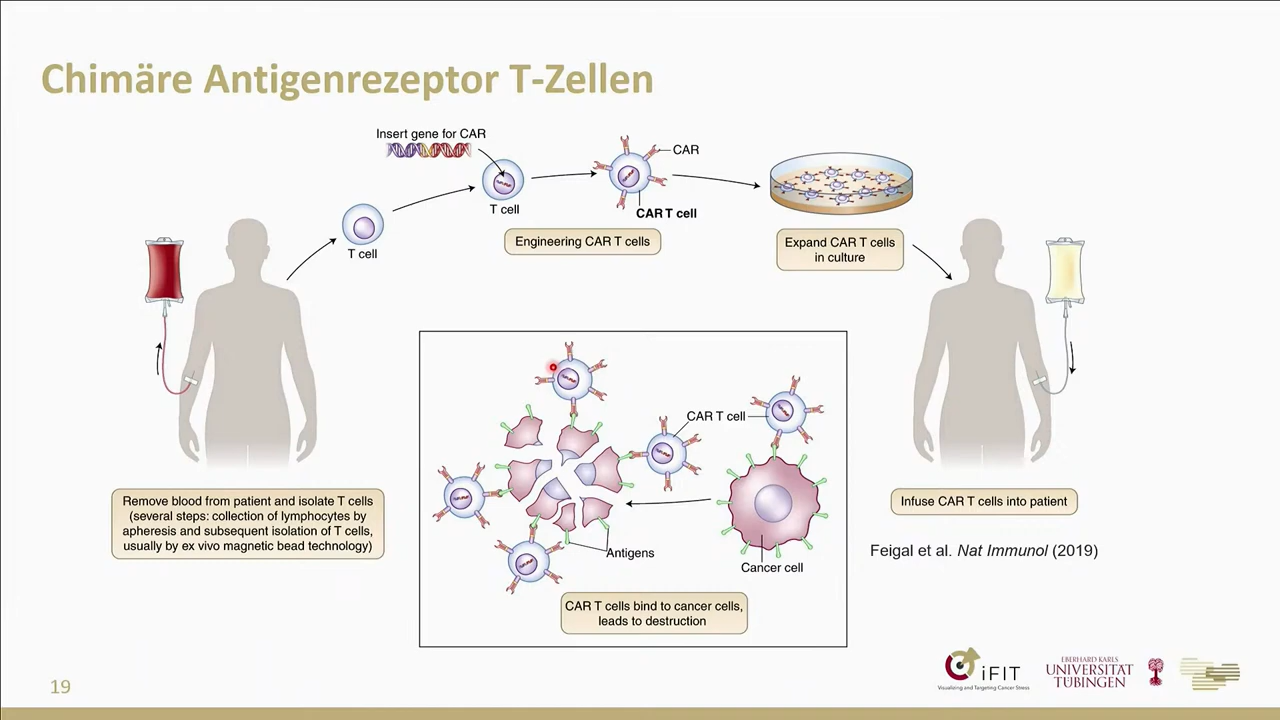 Chimäre Antigenrezeptor T-Zellen
Insert gene for CAR
T cell
T cell
CAR
CAR T cell
Engineering CAR T cells
Expand CAR T cells
in culture
Remove blood from patient and isolate T cells
(several steps: collection of lymphocytes by
apheresis and subsequent isolation of T cells,
usually by ex vivo magnetic bead technology)
CAR T cell
Antigens
Cancer cell
CAR T cells bind to cancer cells,
leads to destruction
Infuse CAR T cells into patient
Feigal et al. Nat Immunol (2019)
19
iFIT
Visualizing and Targeting Cancer Stress
EBERHARD KARLS
UNIVERSITÄT
TÜBINGEN